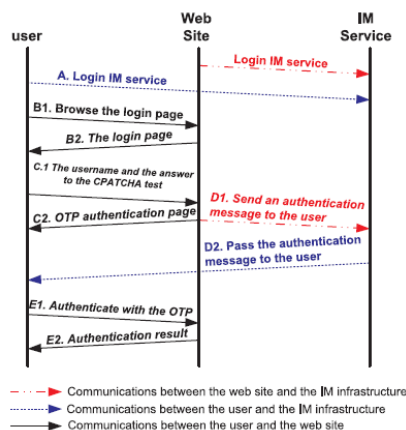 user
Web
Site
IM
Service
Login IM service
A. Login IM service
B1. Browse the login page
B2. The login page
C.1 The username and the answer
to the CPATCHA test
D1. Send an authentication
message to the user
C2. OTP authentication page
D2. Pass the authentication
message to the user
E1. Authenticate with the OTP
E2. Authentication result
Communications between the web site and the IM infrastructure
Communications between the user and the IM infrastructure
Communications between the user and the web site